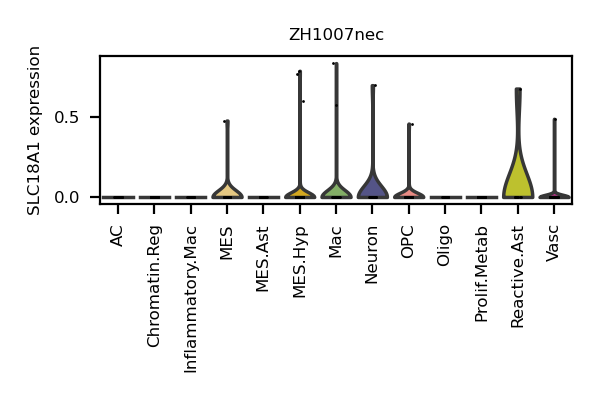 ZH1007nec
SLC18A1 expression
0.5
0.0
AC
Chromatin.Reg
Inflammatory.Mac
MES
MES.Ast
MES.Hyp
Mac
Neuron
OPC
Oligo
Prolif.Metab
Reactive.Ast
Vasc